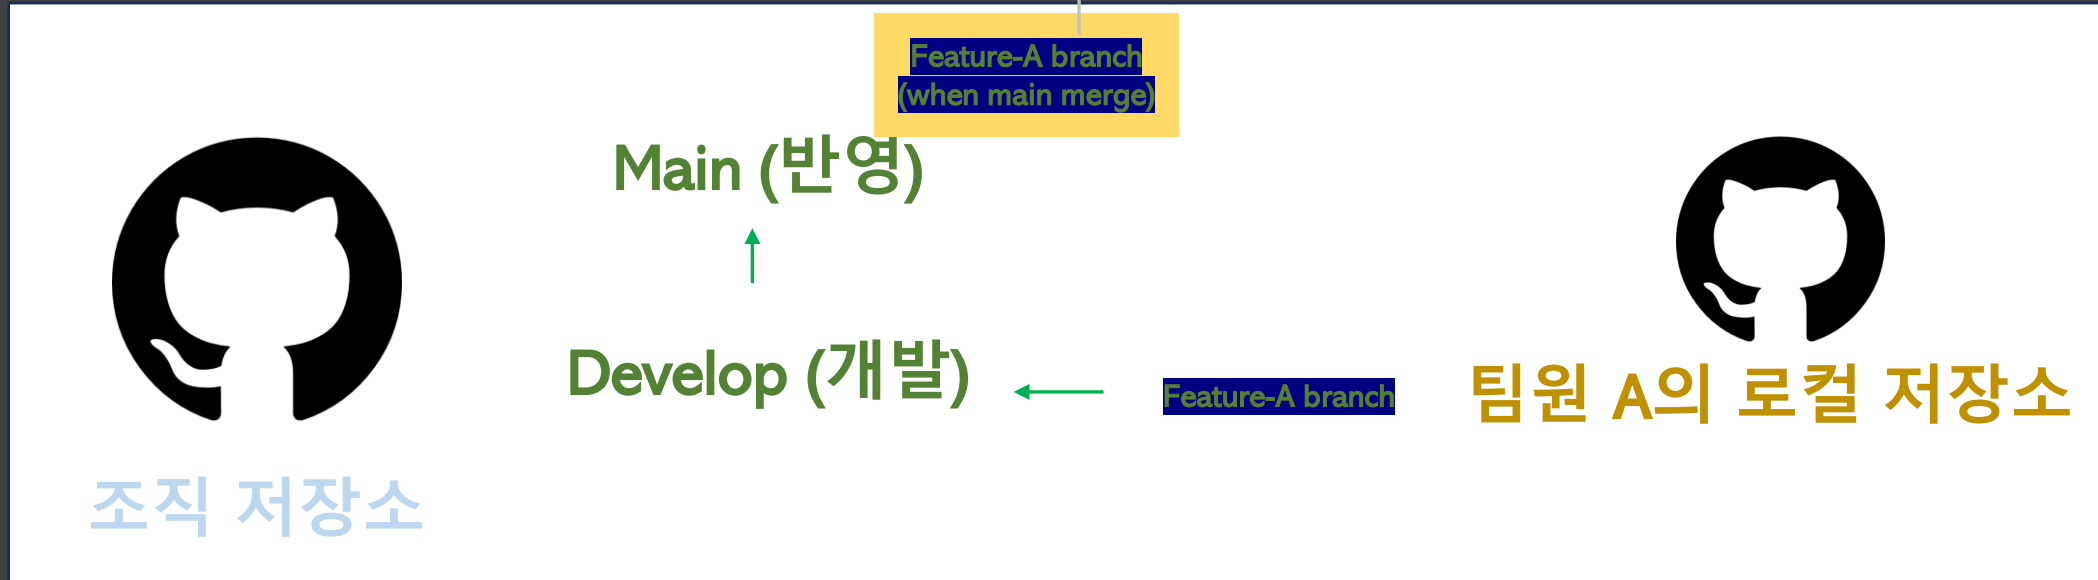 Feature-A branch
(when main merge)
Main (반영)
Develop (개발)
Feature-A branch
팀원 A의 로컬 저장소
조직 저장소